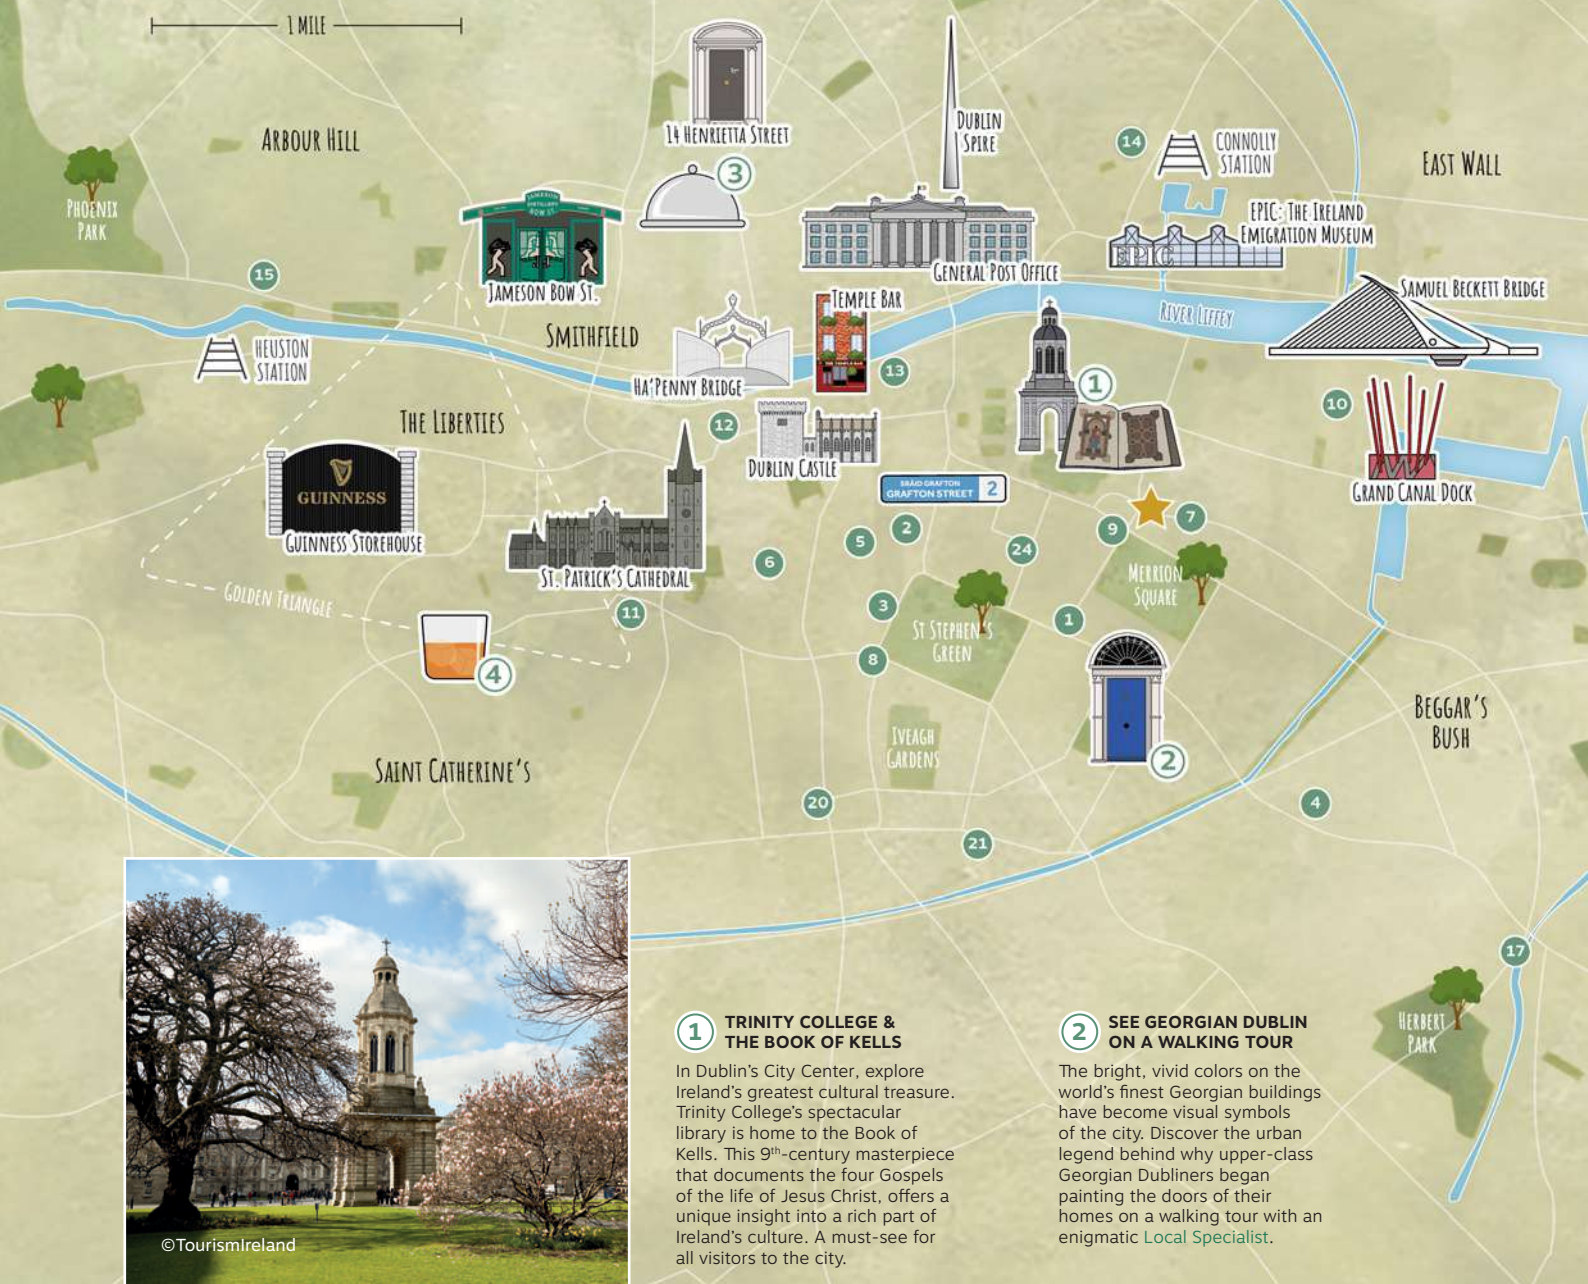 1 MILE
14 HENRIETTA STREET
3
DUBLIN
SPIRE
14
CONNOLLY
STATION
EAST WALL
ARBOUR HILL
PHOENIX
PARK
JAMESON
DISTILLERY
BOW ST.
JAMESON BOW ST.
EPIC: THE IRELAND
EMIGRATION MUSEUM
EPIC
GENERAL POST OFFICE
15
SAMUEL BECKETT BRIDGE
TEMPLE BAR
THE TEMPLE BAR
RIVER LIFFEY
SMITHFIELD
HEUSTON
STATION
HA'PENNY BRIDGE
13
1
10
THE LIBERTIES
12
DUBLIN CASTLE
GUINNESS
GUINNESS STOREHOUSE
SRÁID GRAFTON
GRAFTON STREET 2
GRAND CANAL DOCK
2
5
9
7
24
6
ST. PATRICK'S CATHEDRAL
MERRION
SQUARE
GOLDEN TRIANGLE
11
3
1
ST STEPHEN'S
GREEN
8
4
BEGGAR'S
BUSH
IVEAGH
GARDENS
2
SAINT CATHERINE'S
20
4
21
17
HERBERT
PARK
©TourismIreland
1
TRINITY COLLEGE &
THE BOOK OF KELLS
In Dublin's City Center, explore
Ireland's greatest cultural treasure.
Trinity College's spectacular
library is home to the Book of
Kells. This 9th-century masterpiece
that documents the four Gospels
of the life of Jesus Christ, offers a
unique insight into a rich part of
Ireland's culture. A must-see for
all visitors to the city.
2
SEE GEORGIAN DUBLIN
ON A WALKING TOUR
The bright, vivid colors on the
world's finest Georgian buildings
have become visual symbols
of the city. Discover the urban
legend behind why upper-class
Georgian Dubliners began
painting the doors of their
homes on a walking tour with an
enigmatic Local Specialist.